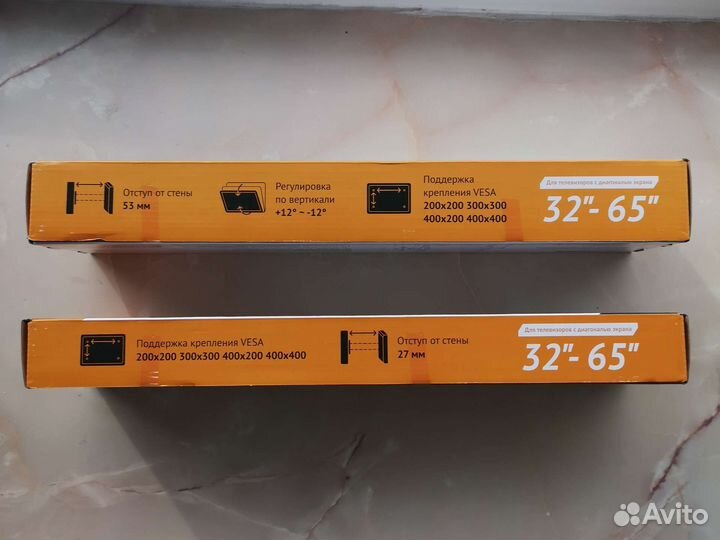 Отступ от стены
53 мм
Регулировка
по вертикали
+12° ~ -12°
Поддержка
крепления VESA
200x200 300x300
400x200 400x400
Для телевизоров с диагональю экрана
32"- 65"
Поддержка крепления VESA
200x200 300x300 400x200 400x400
Отступ от стены
27 мм
Для телевизоров с диагональю экрана
32"- 65"
Avito